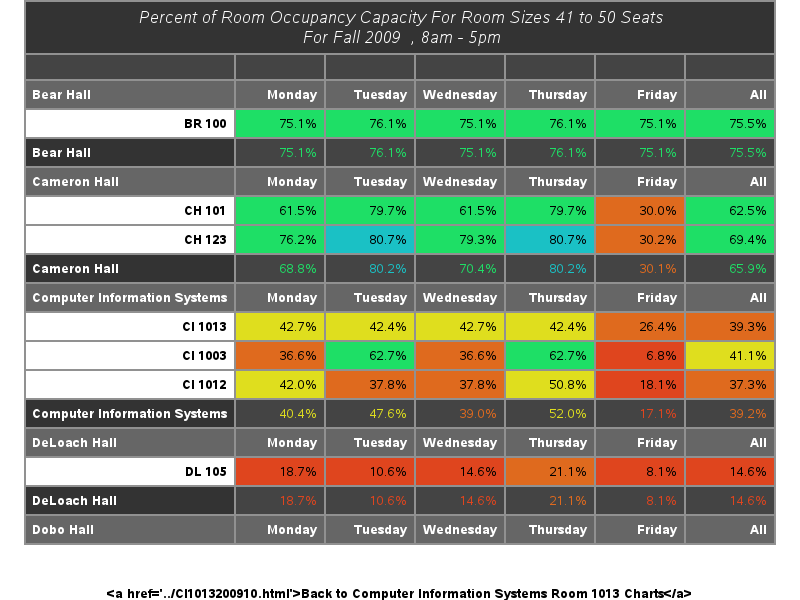 Percent of Room Occupancy Capacity For Room Sizes 41 to 50 Seats
For Fall 2009 , 8am - 5pm
Bear Hall Monday Tuesday Wednesday Thursday Friday All
BR 100 75.1% 76.1% 75.1% 76.1% 75.1% 75.5%
Bear Hall 75.1% 76.1% 75.1% 76.1% 75.1% 75.5%
Cameron Hall Monday Tuesday Wednesday Thursday Friday All
CH 101 61.5% 79.7% 61.5% 79.7% 30.0% 62.5%
CH 123 76.2% 80.7% 79.3% 80.7% 30.2% 69.4%
Cameron Hall 68.8% 80.2% 70.4% 80.2% 30.1% 65.9%
Computer Information Systems Monday Tuesday Wednesday Thursday Friday All
CI 1013 42.7% 42.4% 42.7% 42.4% 26.4% 39.3%
CI 1003 36.6% 62.7% 36.6% 62.7% 6.8% 41.1%
CI 1012 42.0% 37.8% 37.8% 50.8% 18.1% 37.3%
Computer Information Systems 40.4% 47.6% 39.0% 52.0% 17.1% 39.2%
DeLoach Hall Monday Tuesday Wednesday Thursday Friday All
DL 105 18.7% 10.6% 14.6% 21.1% 8.1% 14.6%
DeLoach Hall 18.7% 10.6% 14.6% 21.1% 8.1% 14.6%
Dobo Hall Monday Tuesday Wednesday Thursday Friday All
&lt;a href='../CI1013200910.html'&gt;Back to Computer Information Systems Room 1013 Charts&lt;/a&gt;